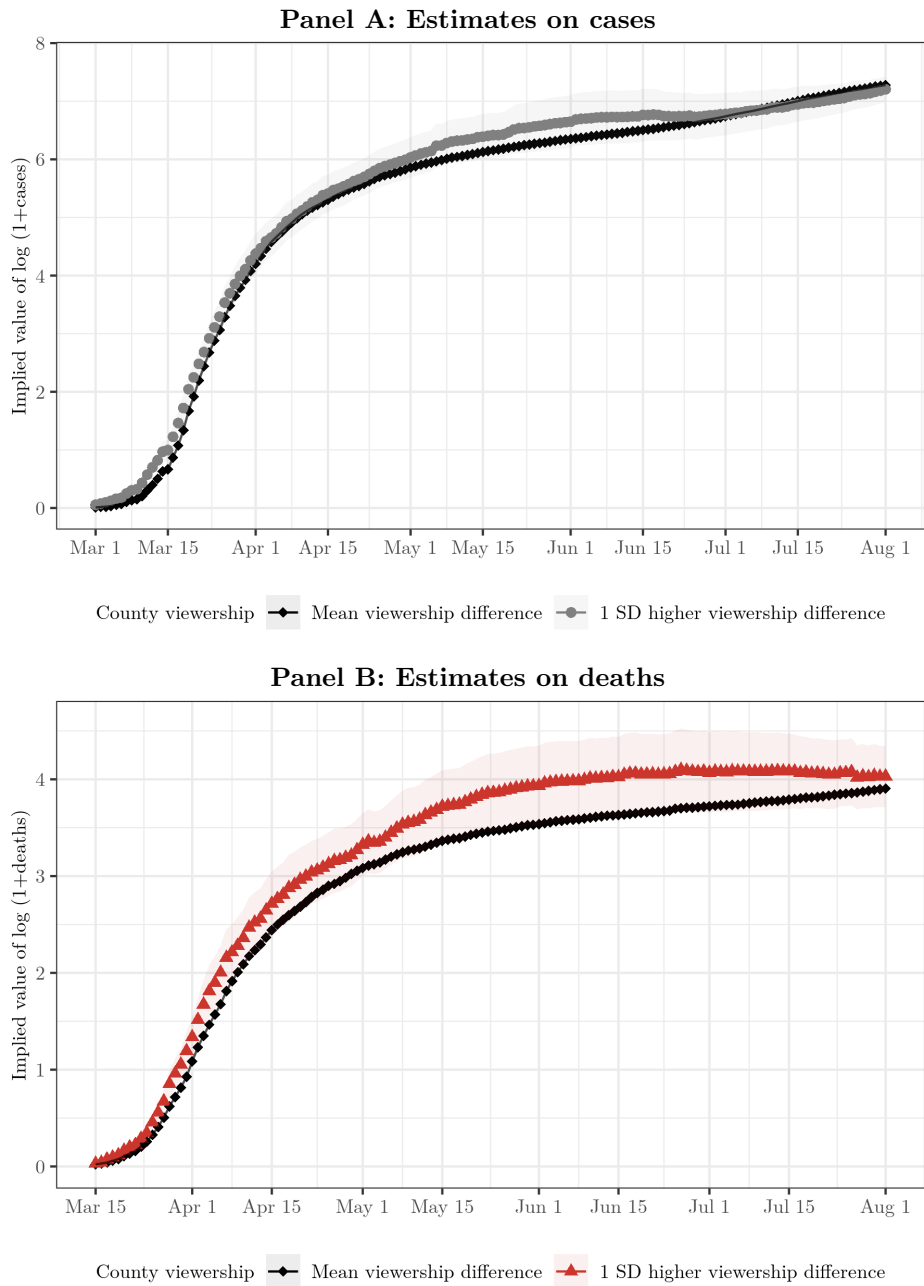 Panel A: Estimates on cases
8
6
4
2
0
Implied value of log (1+cases)
Mar 1 Mar 15 Apr 1 Apr 15 May 1 May 15 Jun 1 Jun 15 Jul 1 Jul 15 Aug 1
County viewership Mean viewership difference 1 SD higher viewership difference
Panel B: Estimates on deaths
4
3
2
1
0
Implied value of log (1+deaths)
Mar 15 Apr 1 Apr 15 May 1 May 15 Jun 1 Jun 15 Jul 1 Jul 15 Aug 1
County viewership Mean viewership difference 1 SD higher viewership difference